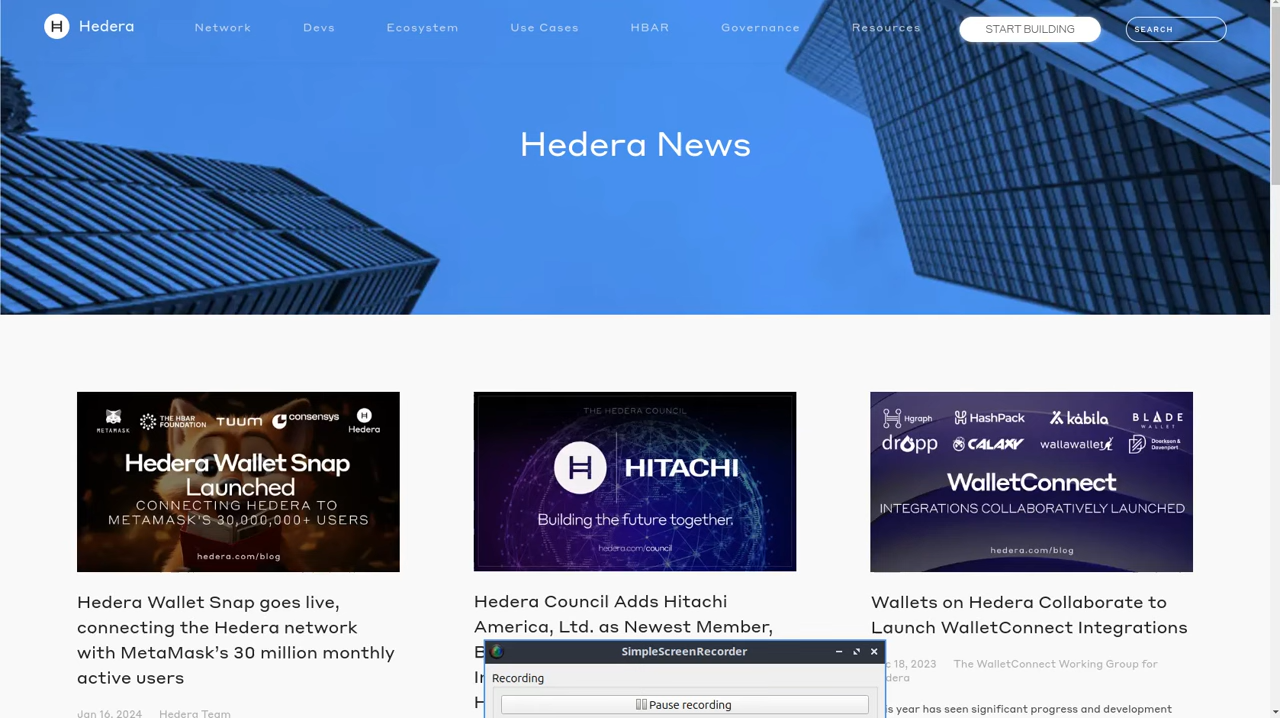 Hedera
Network
Devs
Ecosystem
Use Cases
HBAR
Governance
Resources
START BUILDING
SEARCH
Hedera News
METAMASK
THE HBAR
FOUNDATION
TUUM
consensys
Hedera
Hedera Wallet Snap
Launched
CONNECTING HEDERA TO
METAMASK'S 30,000,000+ USERS
hedera.com/blog
THE HEDERA COUNCIL
HITACHI
Building the future together.
hedera.com/council
Hgraph
HashPack
kabila
BLADE
WALLET
dropp
CALAXY
wallawallet
Doerksen &
Davenport
WalletConnect
INTEGRATIONS COLLABORATIVELY LAUNCHED
hedera.com/blog
Hedera Wallet Snap goes live,
connecting the Hedera network
with MetaMask's 30 million monthly
active users
Jan 16, 2024 Hedera Team
Hedera Council Adds Hitachi
America, Ltd. as Newest Member,
Wallets on Hedera Collaborate to
Launch WalletConnect Integrations
18, 2023 The WalletConnect Working Group for
dera
year has seen significant progress and development
SimpleScreenRecorder
Recording
Pause recording